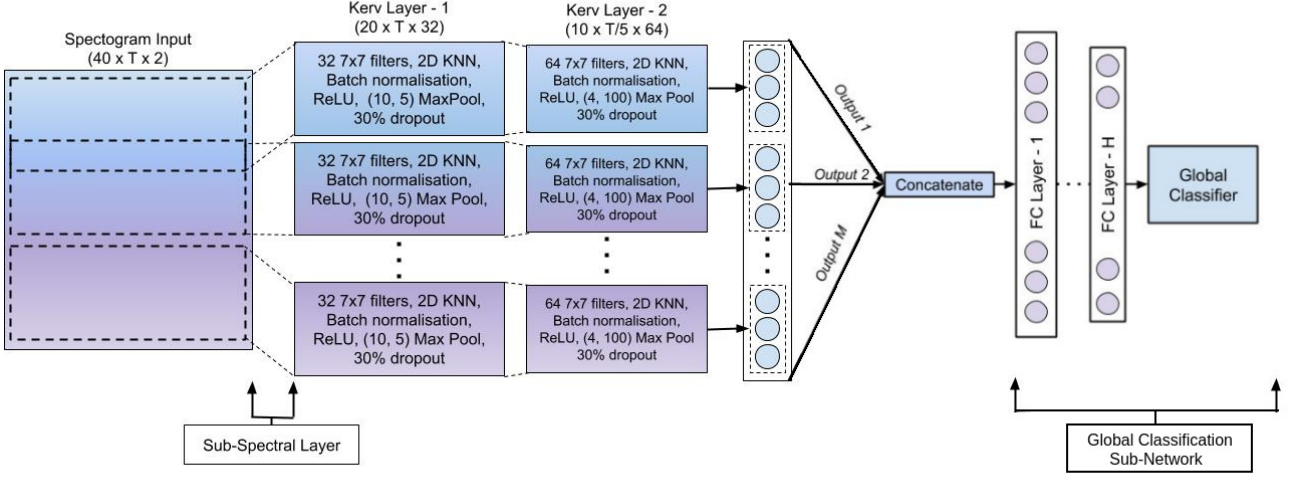 Spectogram Input
(40 x T x 2)
Kerv Layer - 1
(20 x T x 32)
Kerv Layer - 2
(10 x T/5 x 64)
32 7x7 filters, 2D KNN,
Batch normalisation,
ReLU, (10, 5) MaxPool,
30% dropout
64 7x7 filters, 2D KNN,
Batch normalisation,
ReLU, (4, 100) Max Pool
30% dropout
32 7x7 filters, 2D KNN,
Batch normalisation,
ReLU, (10, 5) Max Pool,
30% dropout
64 7x7 filters, 2D KNN,
Batch normalisation,
ReLU, (4, 100) Max Pool
30% dropout
32 7x7 filters, 2D KNN,
Batch normalisation,
ReLU, (10, 5) Max Pool,
30% dropout
64 7x7 filters, 2D KNN,
Batch normalisation,
ReLU, (4, 100) Max Pool
30% dropout
Output 1
Output 2
Output M
Concatenate
FC Layer - 1
FC Layer - H
Global
Classifier
Sub-Spectral Layer
Global Classification
Sub-Network